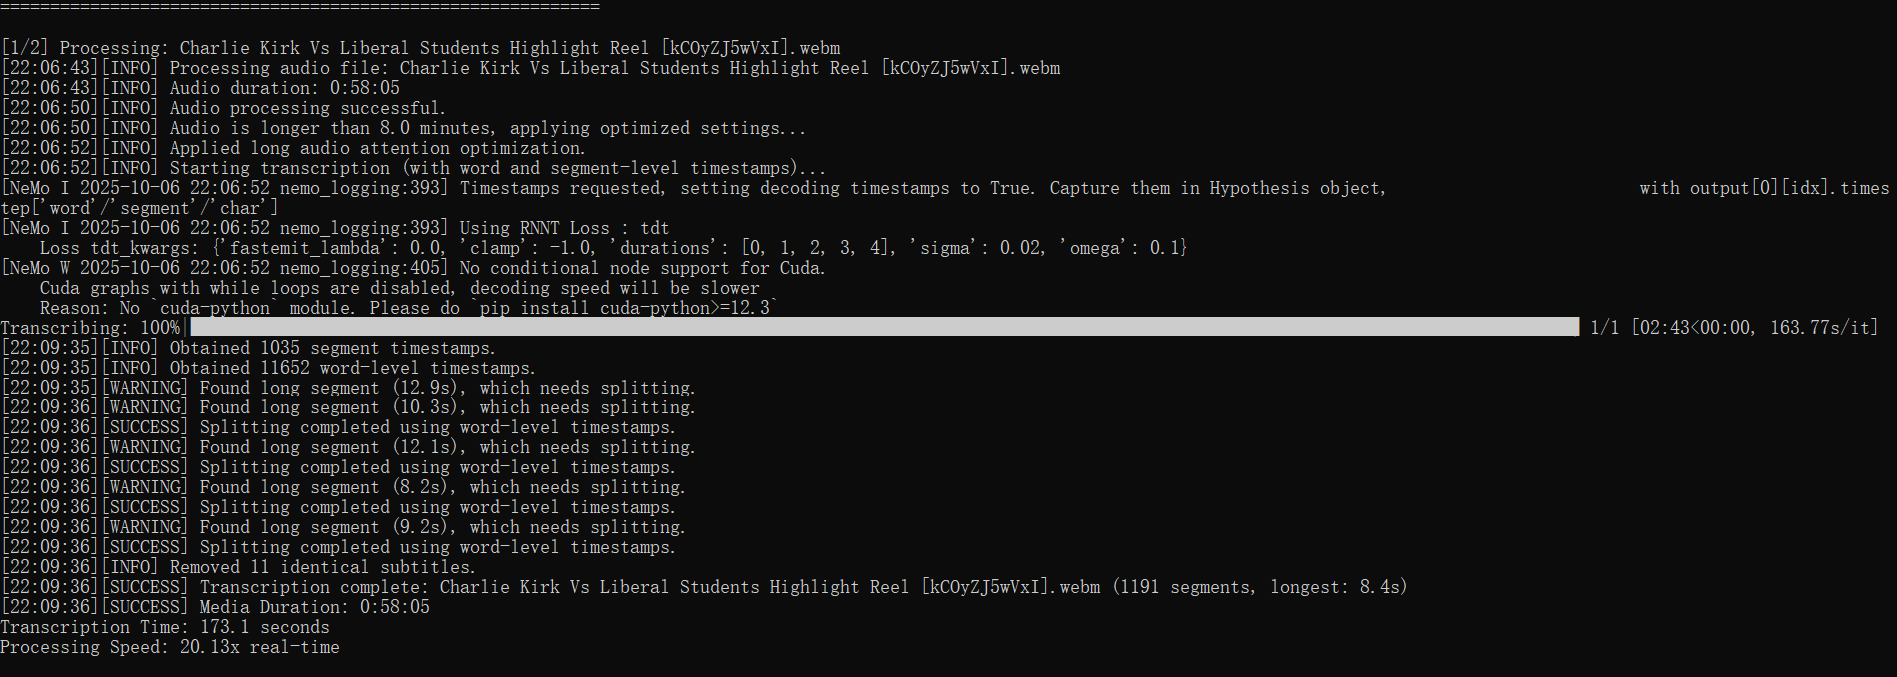 ============================================================
[1/2] Processing: Charlie Kirk Vs Liberal Students Highlight Reel [kCOyZJ5wVxI].webm
[22:06:43][INFO] Processing audio file: Charlie Kirk Vs Liberal Students Highlight Reel [kCOyZJ5wVxI].webm
[22:06:43][INFO] Audio duration: 0:58:05
[22:06:50][INFO] Audio processing successful.
[22:06:50][INFO] Audio is longer than 8.0 minutes, applying optimized settings...
[22:06:52][INFO] Applied long audio attention optimization.
[22:06:52][INFO] Starting transcription (with word and segment-level timestamps)...
[NeMo I 2025-10-06 22:06:52 nemo_logging:393] Timestamps requested, setting decoding timestamps to True. Capture them in Hypothesis object,                         with output[0][idx].times
tep['word'/'segment'/'char']
[NeMo I 2025-10-06 22:06:52 nemo_logging:393] Using RNNT Loss : tdt
    Loss tdt_kwargs: {'fastemit_lambda': 0.0, 'clamp': -1.0, 'durations': [0, 1, 2, 3, 4], 'sigma': 0.02, 'omega': 0.1}
[NeMo W 2025-10-06 22:06:52 nemo_logging:405] No conditional node support for Cuda.
    Cuda graphs with while loops are disabled, decoding speed will be slower
    Reason: No `cuda-python` module. Please do `pip install cuda-python>=12.3`
Transcribing: 100%| 1/1 [02:43<00:00, 163.77s/it]
[22:09:35][INFO] Obtained 1035 segment timestamps.
[22:09:35][INFO] Obtained 11652 word-level timestamps.
[22:09:35][WARNING] Found long segment (12.9s), which needs splitting.
[22:09:36][WARNING] Found long segment (10.3s), which needs splitting.
[22:09:36][SUCCESS] Splitting completed using word-level timestamps.
[22:09:36][WARNING] Found long segment (12.1s), which needs splitting.
[22:09:36][SUCCESS] Splitting completed using word-level timestamps.
[22:09:36][WARNING] Found long segment (8.2s), which needs splitting.
[22:09:36][SUCCESS] Splitting completed using word-level timestamps.
[22:09:36][WARNING] Found long segment (9.2s), which needs splitting.
[22:09:36][SUCCESS] Splitting completed using word-level timestamps.
[22:09:36][INFO] Removed 11 identical subtitles.
[22:09:36][SUCCESS] Transcription complete: Charlie Kirk Vs Liberal Students Highlight Reel [kCOyZJ5wVxI].webm (1191 segments, longest: 8.4s)
[22:09:36][SUCCESS] Media Duration: 0:58:05
Transcription Time: 173.1 seconds
Processing Speed: 20.13x real-time